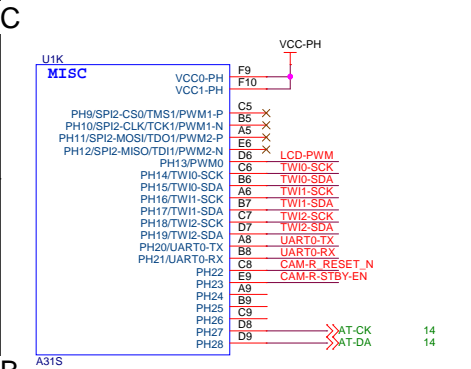 C
VCC-PH
U1K
MISC
VCC0-PH F9
VCC1-PH F10
PH9/SPI2-CS0/TMS1/PWM1-P C5
PH10/SPI2-CLK/TCK1/PWM1-N B5
PH11/SPI2-MOSI/TDO1/PWM2-P A5
PH12/SPI2-MISO/TDI1/PWM2-N E6
PH13/PWM0 D6 LCD-PWM
PH14/TWI0-SCK C6 TWI0-SCK
PH15/TWI0-SDA B6 TWI0-SDA
PH16/TWI1-SCK A6 TWI1-SCK
PH17/TWI1-SDA B7 TWI1-SDA
PH18/TWI2-SCK C7 TWI2-SCK
PH19/TWI2-SDA D7 TWI2-SDA
PH20/UART0-TX A8 UART0-TX
PH21/UART0-RX B8 UART0-RX
PH22 C8 CAM-R_RESET_N
PH23 E9 CAM-R-STBY-EN
PH24 A9
PH25 B9
PH26 C9
PH27 D8 AT-CK 14
PH28 D9 AT-DA 14
A31S